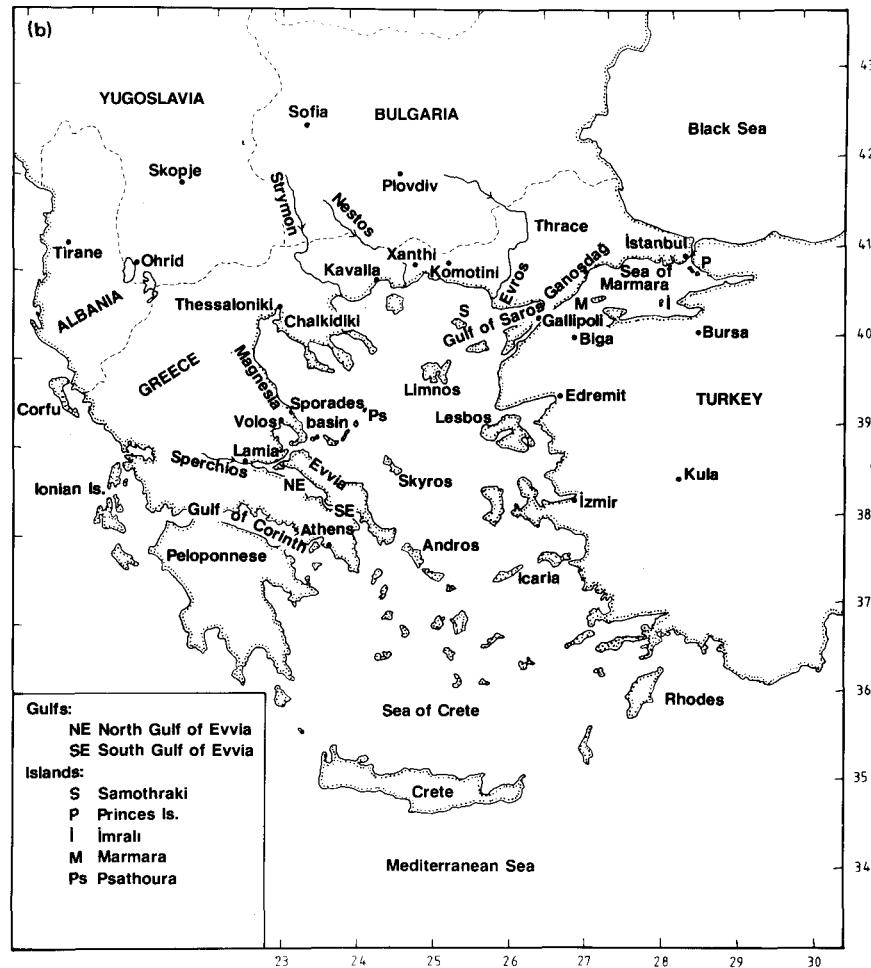 (b)
YUGOSLAVIA
Sofia
BULGARIA
Black Sea
Skopje
Plovdiv
Strymon
Nestos
Thrace
Tirane
Ohrid
Xanthi
Kavalla
Komotini
Evros
Ganosdağ
İstanbul
P
Sea of
Marmara
M
İ
ALBANIA
Thessaloniki
Chalkidiki
S
Gulf of Saros
Gallipoli
Biga
Bursa
GREECE
Magnesia
Limnos
Edremit
TURKEY
Corfu
Sporades
basin
Ps
Volos
Lesbos
Lamia
Sperchios
Evvia
NE
Skyros
Kula
Ionian Is.
SE
İzmir
Gulf of Corinth
Athens
Andros
Peloponnese
Icaria
Rhodes
Sea of Crete
Crete
Mediterranean Sea
Gulfs:
NE North Gulf of Evvia
SE South Gulf of Evvia
Islands:
S Samothraki
P Princes Is.
İ İmralı
M Marmara
Ps Psathoura
43
42
41
40
39
38
37
36
35
34
23 24 25 26 27 28 29 30